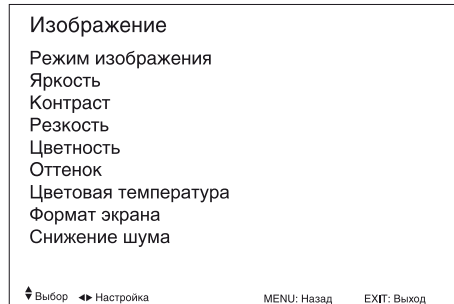 Изображение
Режим изображения
Яркость
Контраст
Резкость
Цветность
Оттенок
Цветовая температура
Формат экрана
Снижение шума
Выбор Настройка MENU: Назад EXIT: Выход